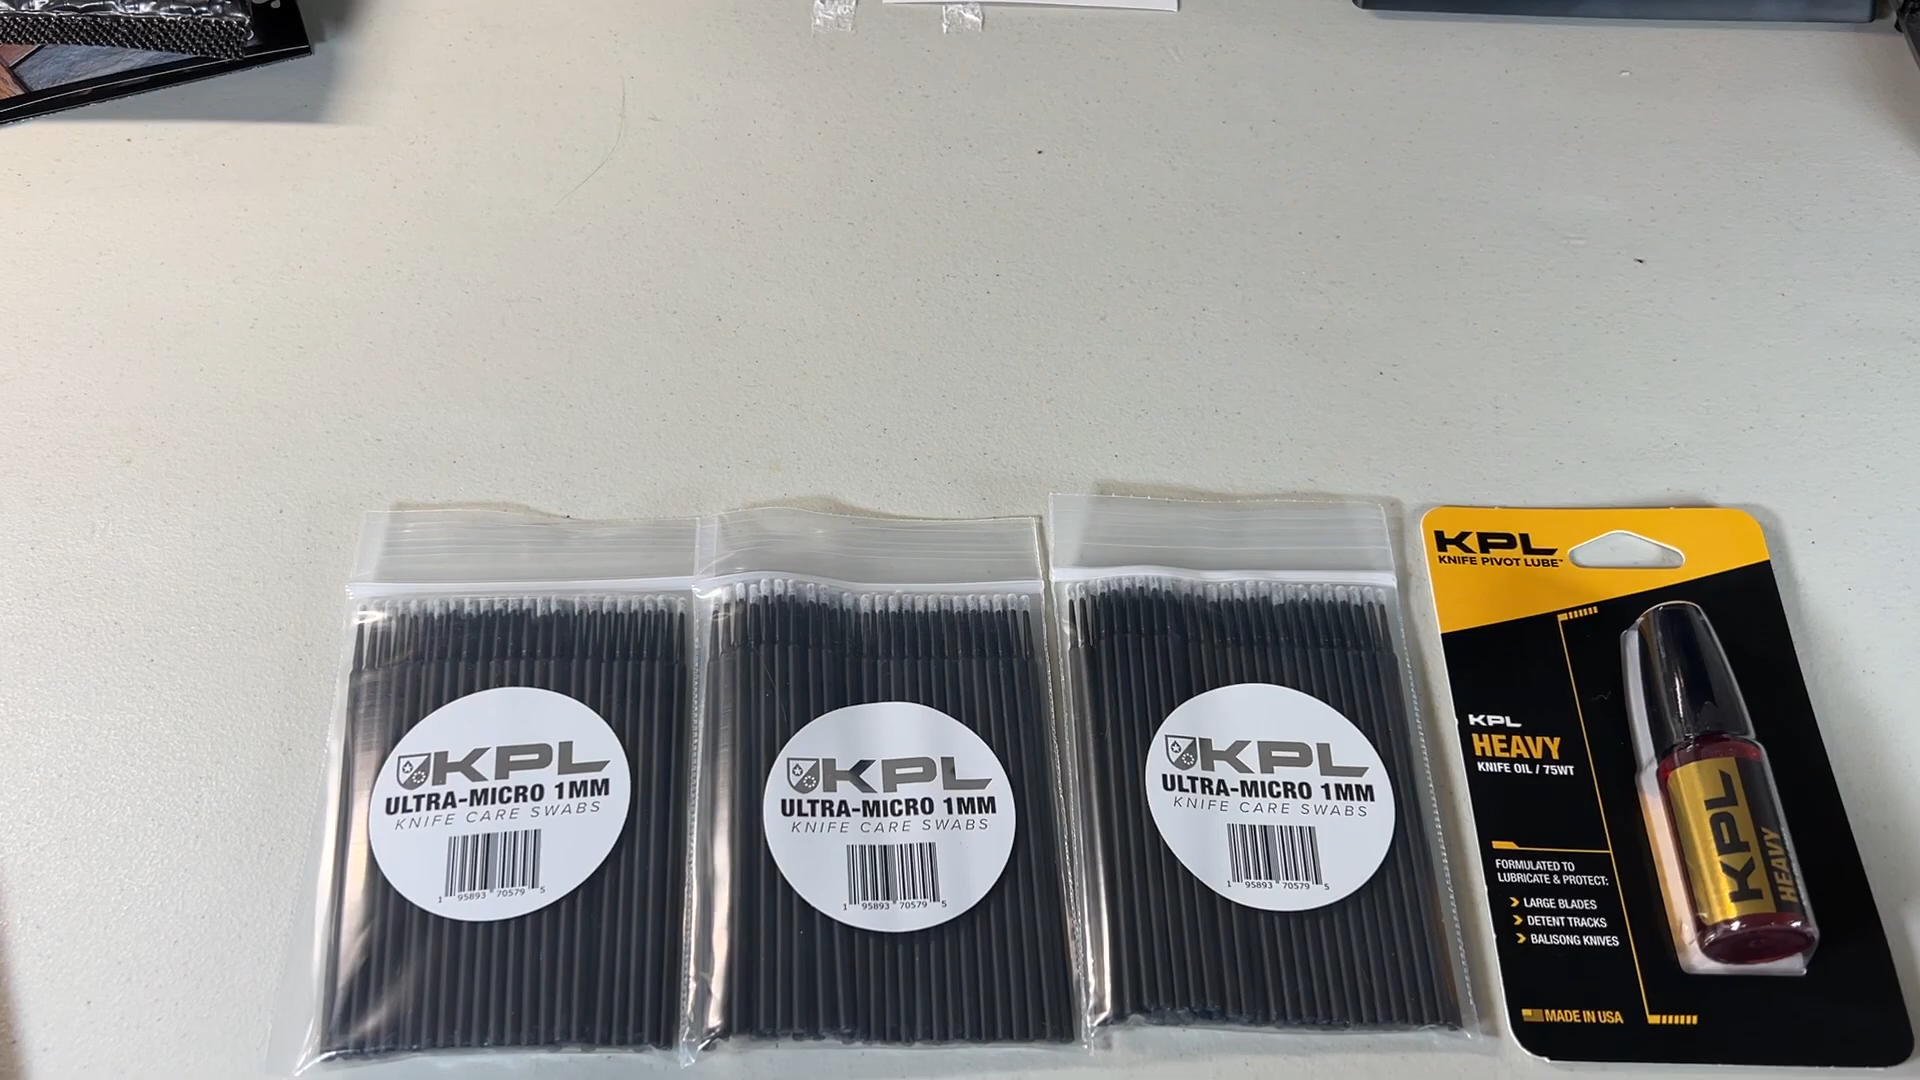 KPL
ULTRA-MICRO 1MM
KNIFE CARE SWABS
1 95893 70579 5
KPL
ULTRA-MICRO 1MM
KNIFE CARE SWABS
1 95893 70579 5
KPL
ULTRA-MICRO 1MM
KNIFE CARE SWABS
1 95893 70579 5
KPL
KNIFE PIVOT LUBE™
KPL
HEAVY
KNIFE OIL / 75WT
FORMULATED TO
LUBRICATE & PROTECT:
LARGE BLADES
DETENT TRACKS
BALISONG KNIVES
MADE IN USA
KPL
HEAVY